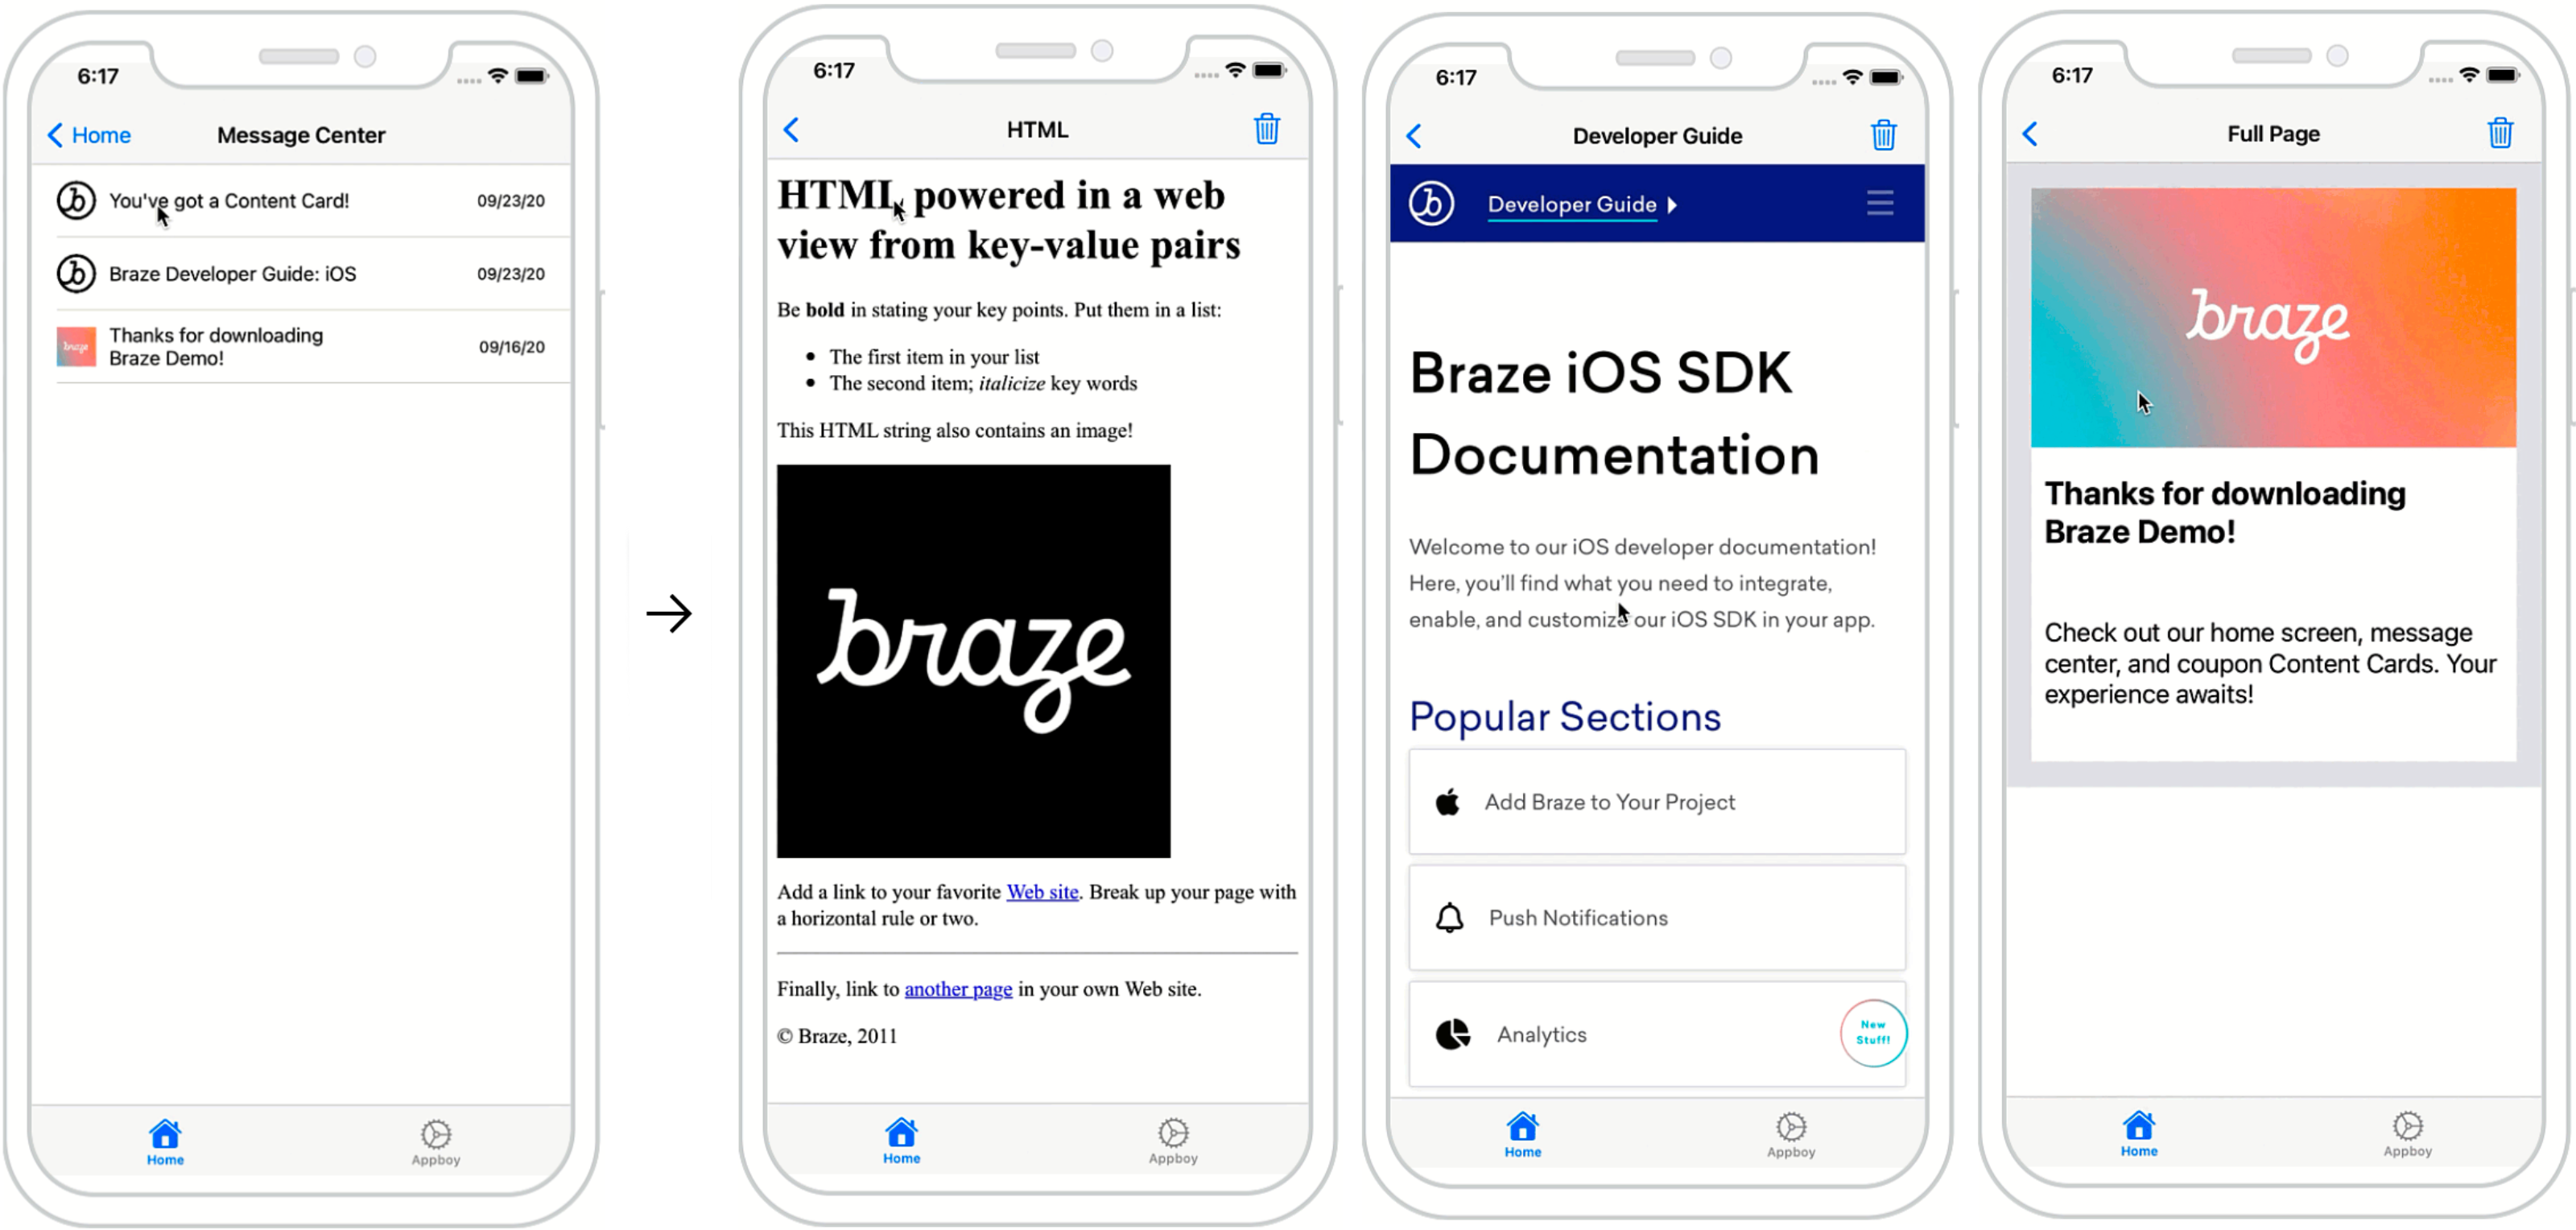 6:17
Home
Message Center
You've got a Content Card!
09/23/20
Braze Developer Guide: iOS
09/23/20
braze
Thanks for downloading
Braze Demo!
09/16/20
Home
Appboy
6:17
HTML
HTML powered in a web
view from key-value pairs
Be bold in stating your key points. Put them in a list:
The first item in your list
The second item; italicize key words
This HTML string also contains an image!
braze
Add a link to your favorite Web site. Break up your page with
a horizontal rule or two.
Finally, link to another page in your own Web site.
© Braze, 2011
Home
Appboy
6:17
Developer Guide
b
Developer Guide
Braze iOS SDK
Documentation
Welcome to our iOS developer documentation!
Here, you'll find what you need to integrate,
enable, and customize our iOS SDK in your app.
Popular Sections
Add Braze to Your Project
Push Notifications
Analytics
New
Stuff!
Home
Appboy
6:17
Full Page
braze
Thanks for downloading
Braze Demo!
Check out our home screen, message
center, and coupon Content Cards. Your
experience awaits!
Home
Appboy